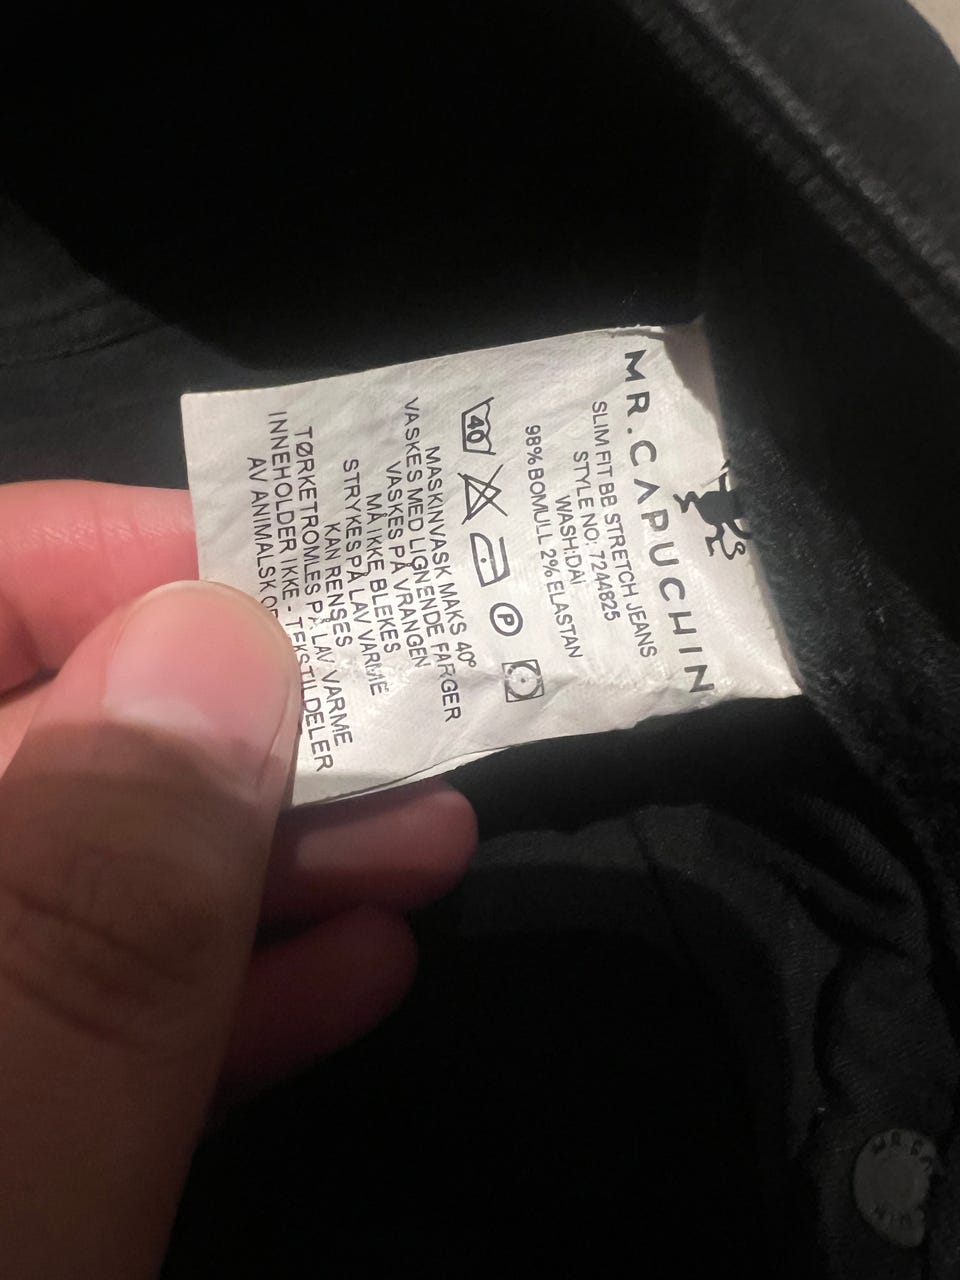 MR.CAPUCHIN
SLIM FIT BB STRETCH JEANS
STYLE NO: 7244825
WASH:DAI
98% BOMULL 2% ELASTAN
40 P
MASKINVASK MAKS 40°
VASKES MED LIGNENDE FARGER
VASKES PÅ VRANGEN
MÅ IKKE BLEKES
STRYKES PÅ LAV VARME
KAN RENSES
TØRKETROMLES PÅ LAV VARME
INNEHOLDER IKKE - TEKSTILDELER
AV ANIMALSK